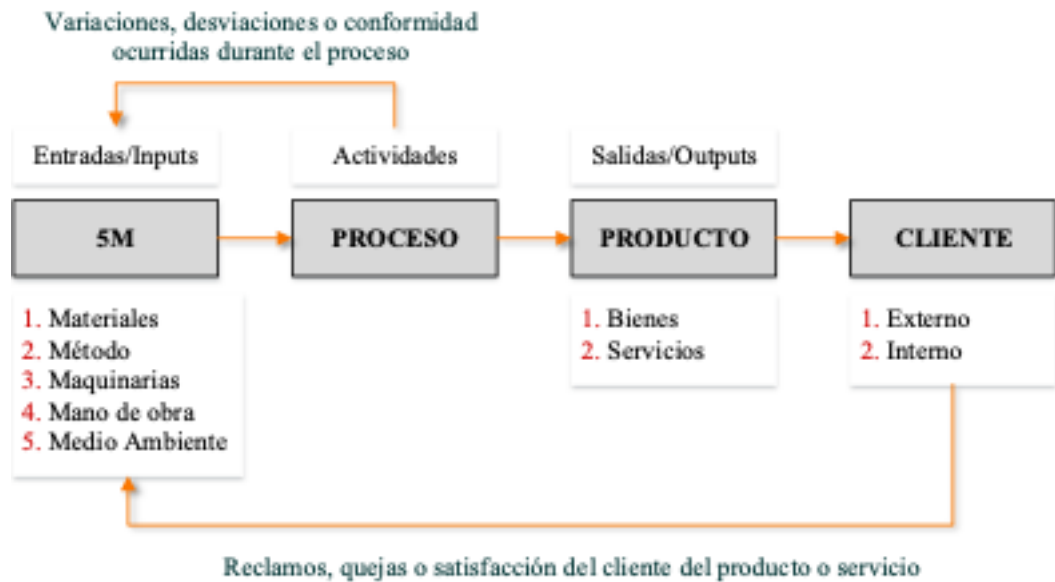 Variaciones, desviaciones o conformidad
ocurridas durante el proceso
Entradas/Inputs
Actividades
Salidas/Outputs
5M
PROCESO
PRODUCTO
CLIENTE
1. Materiales
2. Método
3. Maquinarias
4. Mano de obra
5. Medio Ambiente
1. Bienes
2. Servicios
1. Externo
2. Interno
Reclamos, quejas o satisfacción del cliente del producto o servicio